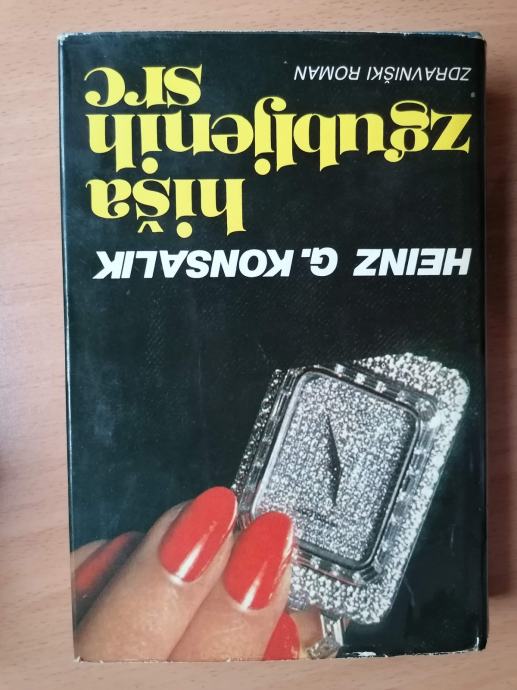 HEINZ G. KONSALIK
hiša
zgubljenih
src
ZDRAVNIŠKI ROMAN